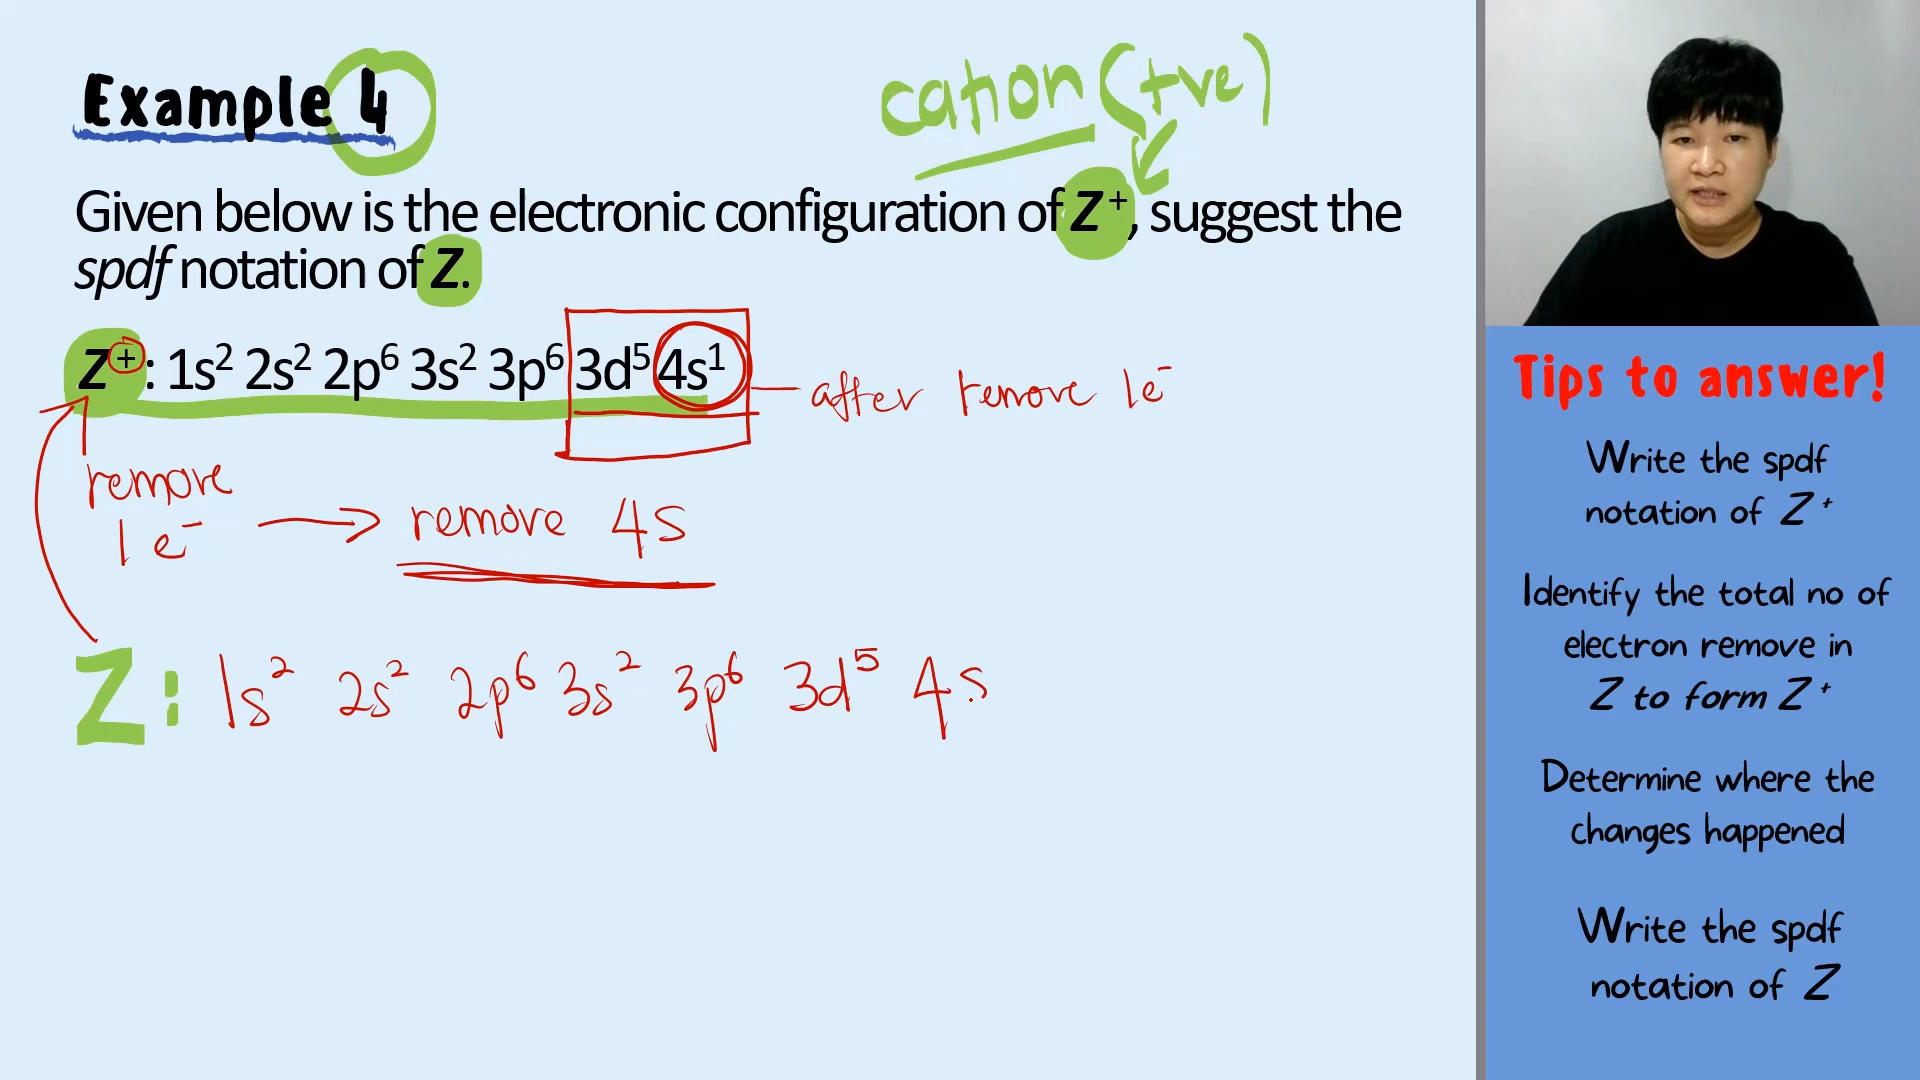 Example 4
cation (+ve)
Given below is the electronic configuration of Z⁺, suggest the
spdf notation of Z.
Z⁺ : 1s² 2s² 2p⁶ 3s² 3p⁶ 3d⁵ 4s¹
after remove 1e⁻
remove
1 e⁻
remove 4s
Z : 1s² 2s² 2p⁶ 3s² 3p⁶ 3d⁵ 4s
Tips to answer!
Write the spdf
notation of Z⁺
Identify the total no of
electron remove in
Z to form Z⁺
Determine where the
changes happened
Write the spdf
notation of Z